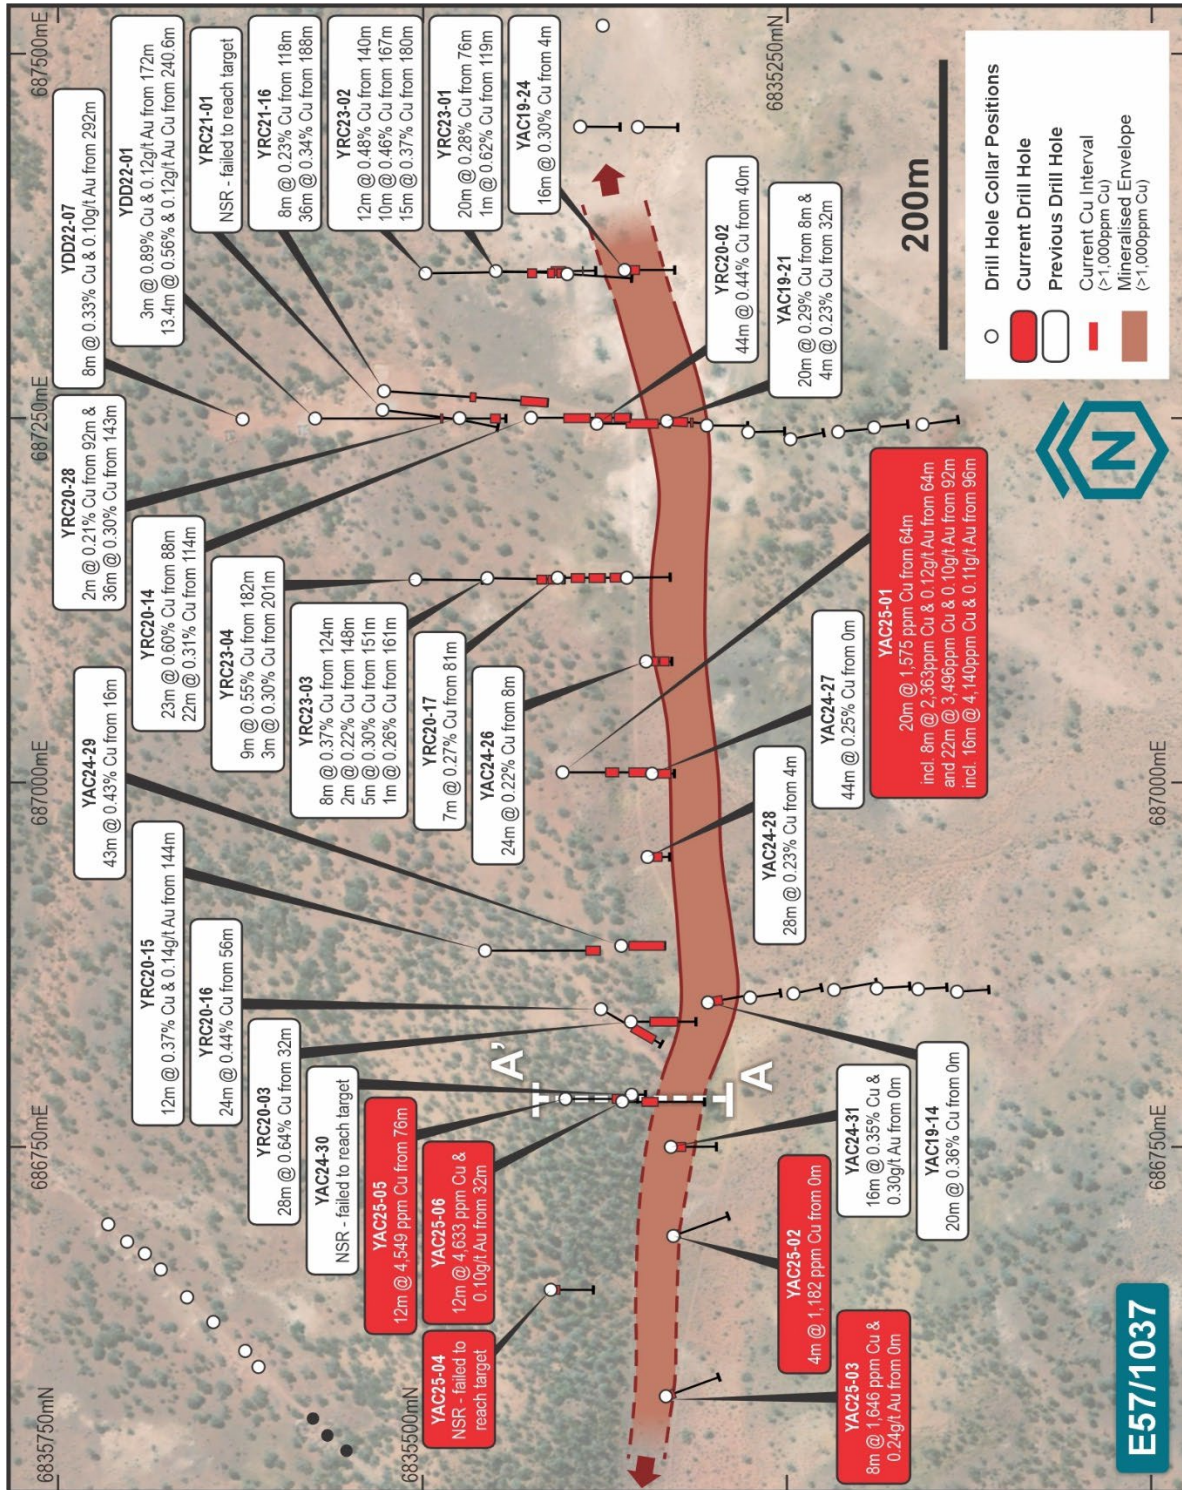 6835750mN
6835500mN
6835250mN
686750mE
687000mE
687250mE
687500mE
686750mE
687000mE
YAC24-29
43m @ 0.43% Cu from 16m
YRC20-15
12m @ 0.37% Cu & 0.14g/t Au from 144m
YRC20-16
24m @ 0.44% Cu from 56m
YRC20-03
28m @ 0.64% Cu from 32m
YAC24-30
NSR - failed to reach target
YAC25-05
12m @ 4,549 ppm Cu from 76m
YAC25-06
12m @ 4,633 ppm Cu &
0.10g/t Au from 32m
YAC25-04
NSR - failed to
reach target
YRC20-28
2m @ 0.21% Cu from 92m &
36m @ 0.30% Cu from 143m
YRC20-14
23m @ 0.60% Cu from 88m
22m @ 0.31% Cu from 114m
YRC23-04
9m @ 0.55% Cu from 182m
3m @ 0.30% Cu from 201m
YRC23-03
8m @ 0.37% Cu from 124m
2m @ 0.22% Cu from 148m
5m @ 0.30% Cu from 151m
1m @ 0.26% Cu from 161m
YRC20-17
7m @ 0.27% Cu from 81m
YAC24-26
24m @ 0.22% Cu from 8m
YDD22-07
8m @ 0.33% Cu & 0.10g/t Au from 292m
YDD22-01
3m @ 0.89% Cu & 0.12g/t Au from 172m
13.4m @ 0.56% & 0.12g/t Au Cu from 240.6m
YRC21-01
NSR - failed to reach target
YRC21-16
8m @ 0.23% Cu from 118m
36m @ 0.34% Cu from 188m
YRC23-02
12m @ 0.48% Cu from 140m
10m @ 0.46% Cu from 167m
15m @ 0.37% Cu from 180m
YRC23-01
20m @ 0.28% Cu from 76m
1m @ 0.62% Cu from 119m
YAC19-24
16m @ 0.30% Cu from 4m
A'
A
YAC25-03
8m @ 1,646 ppm Cu &
0.24g/t Au from 0m
YAC25-02
4m @ 1,182 ppm Cu from 0m
YAC24-31
16m @ 0.35% Cu &
0.30g/t Au from 0m
YAC19-14
20m @ 0.36% Cu from 0m
YAC24-28
28m @ 0.23% Cu from 4m
YAC24-27
44m @ 0.25% Cu from 0m
YAC25-01
20m @ 1,575 ppm Cu from 64m
incl. 8m @ 2,363ppm Cu & 0.12g/t Au from 64m
and 22m @ 3,496ppm Cu & 0.10g/t Au from 92m
incl. 16m @ 4,140ppm Cu & 0.11g/t Au from 96m
YRC20-02
44m @ 0.44% Cu from 40m
YAC19-21
20m @ 0.29% Cu from 8m &
4m @ 0.23% Cu from 32m
E57/1037
N
200m
Drill Hole Collar Positions
Current Drill Hole
Previous Drill Hole
Current Cu Interval
(>1,000ppm Cu)
Mineralised Envelope
(>1,000ppm Cu)